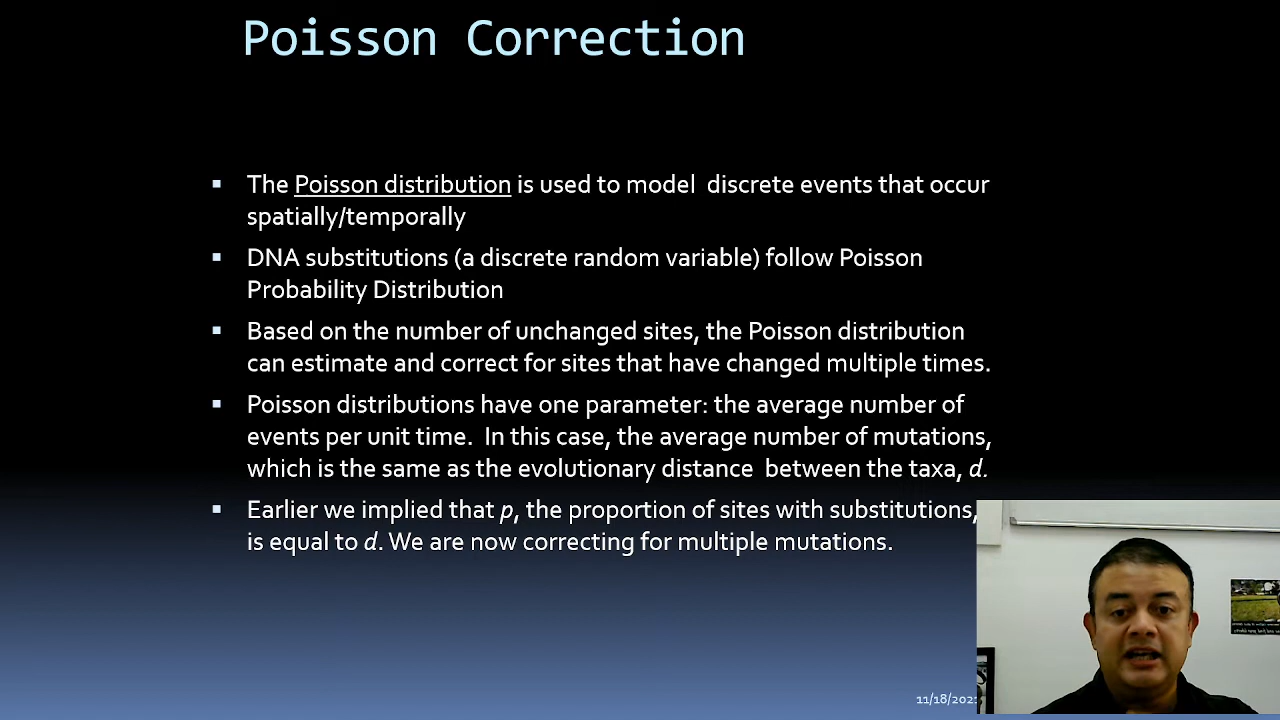 Poisson Correction
The Poisson distribution is used to model discrete events that occur
spatially/temporally
DNA substitutions (a discrete random variable) follow Poisson
Probability Distribution
Based on the number of unchanged sites, the Poisson distribution
can estimate and correct for sites that have changed multiple times.
Poisson distributions have one parameter: the average number of
events per unit time. In this case, the average number of mutations,
which is the same as the evolutionary distance between the taxa, d.
Earlier we implied that p, the proportion of sites with substitutions,
is equal to d. We are now correcting for multiple mutations.